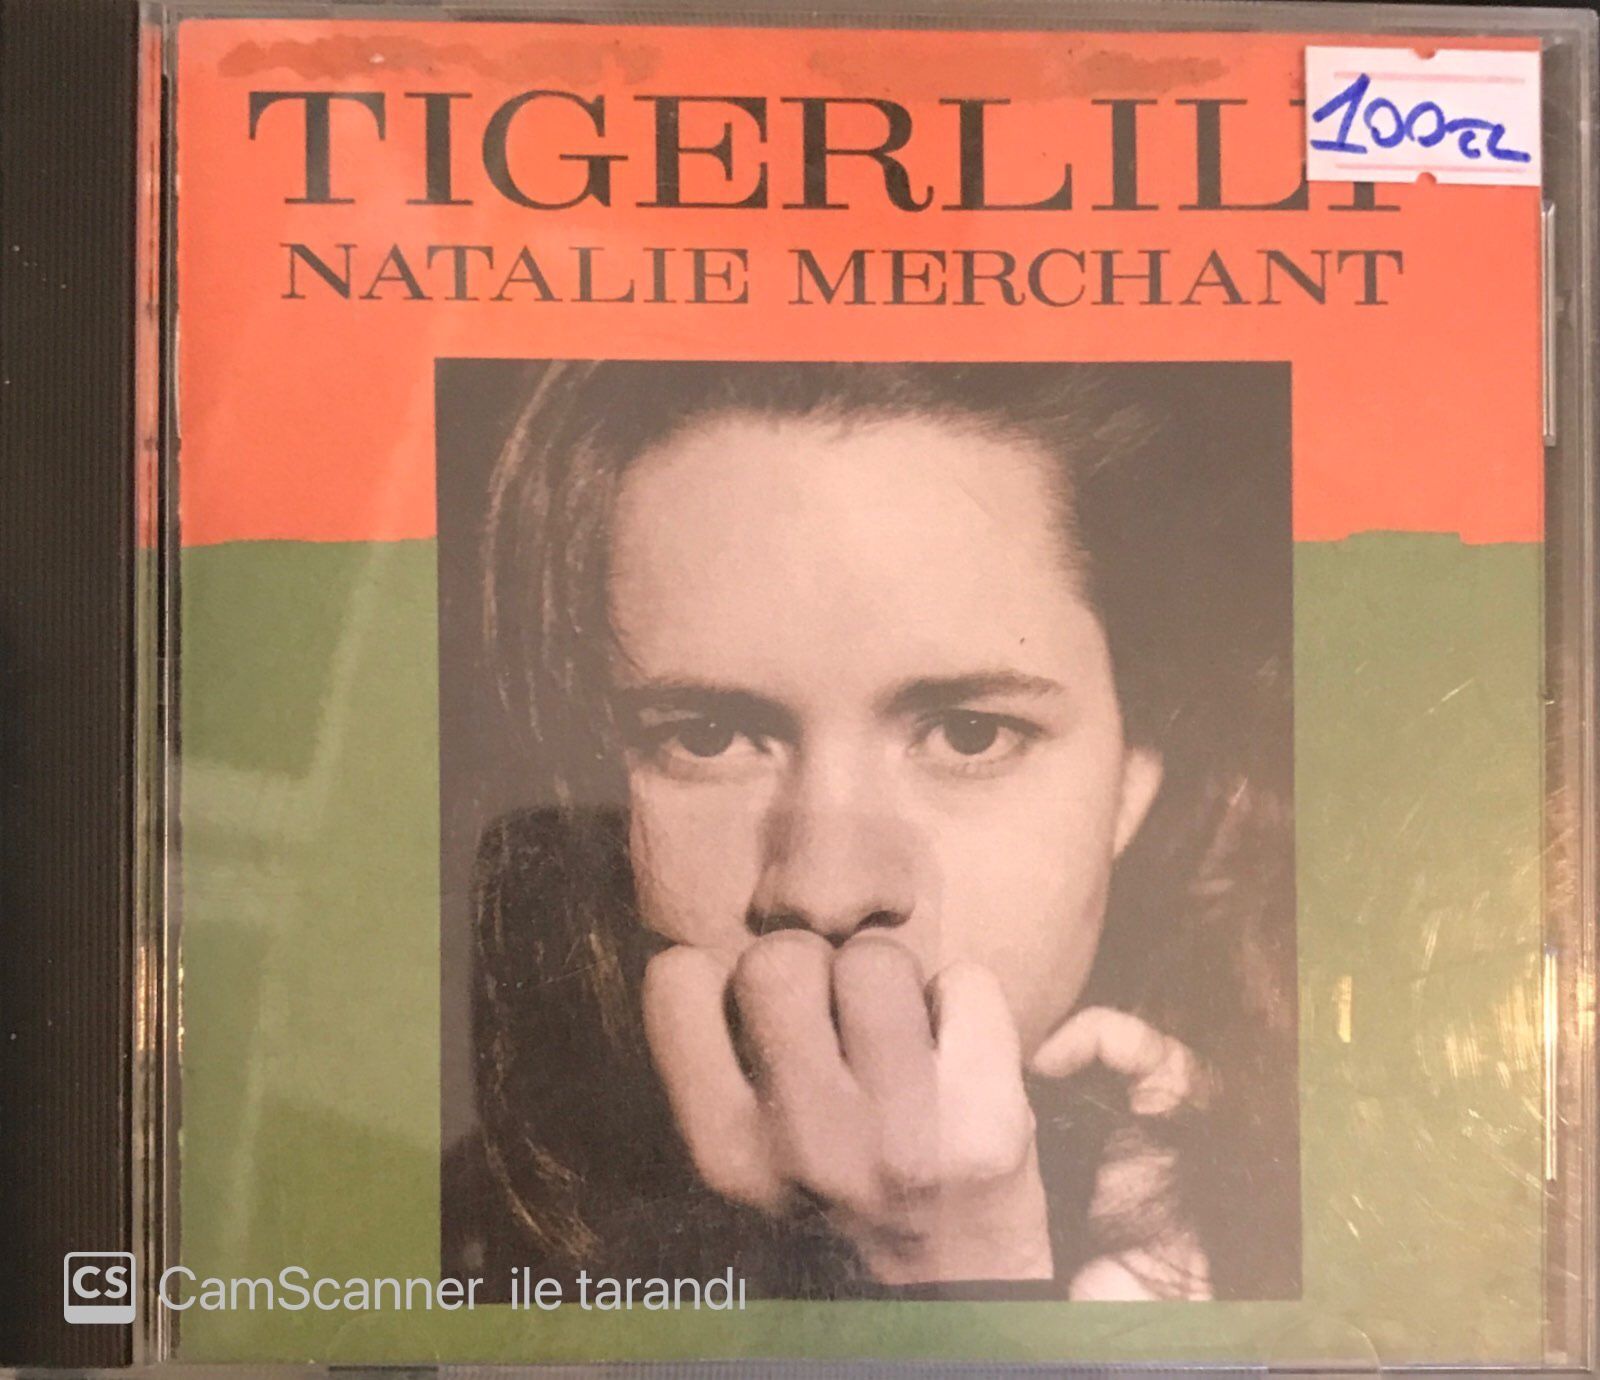 TIGERLILY
100TL
NATALIE MERCHANT
CS CamScanner ile tarandı